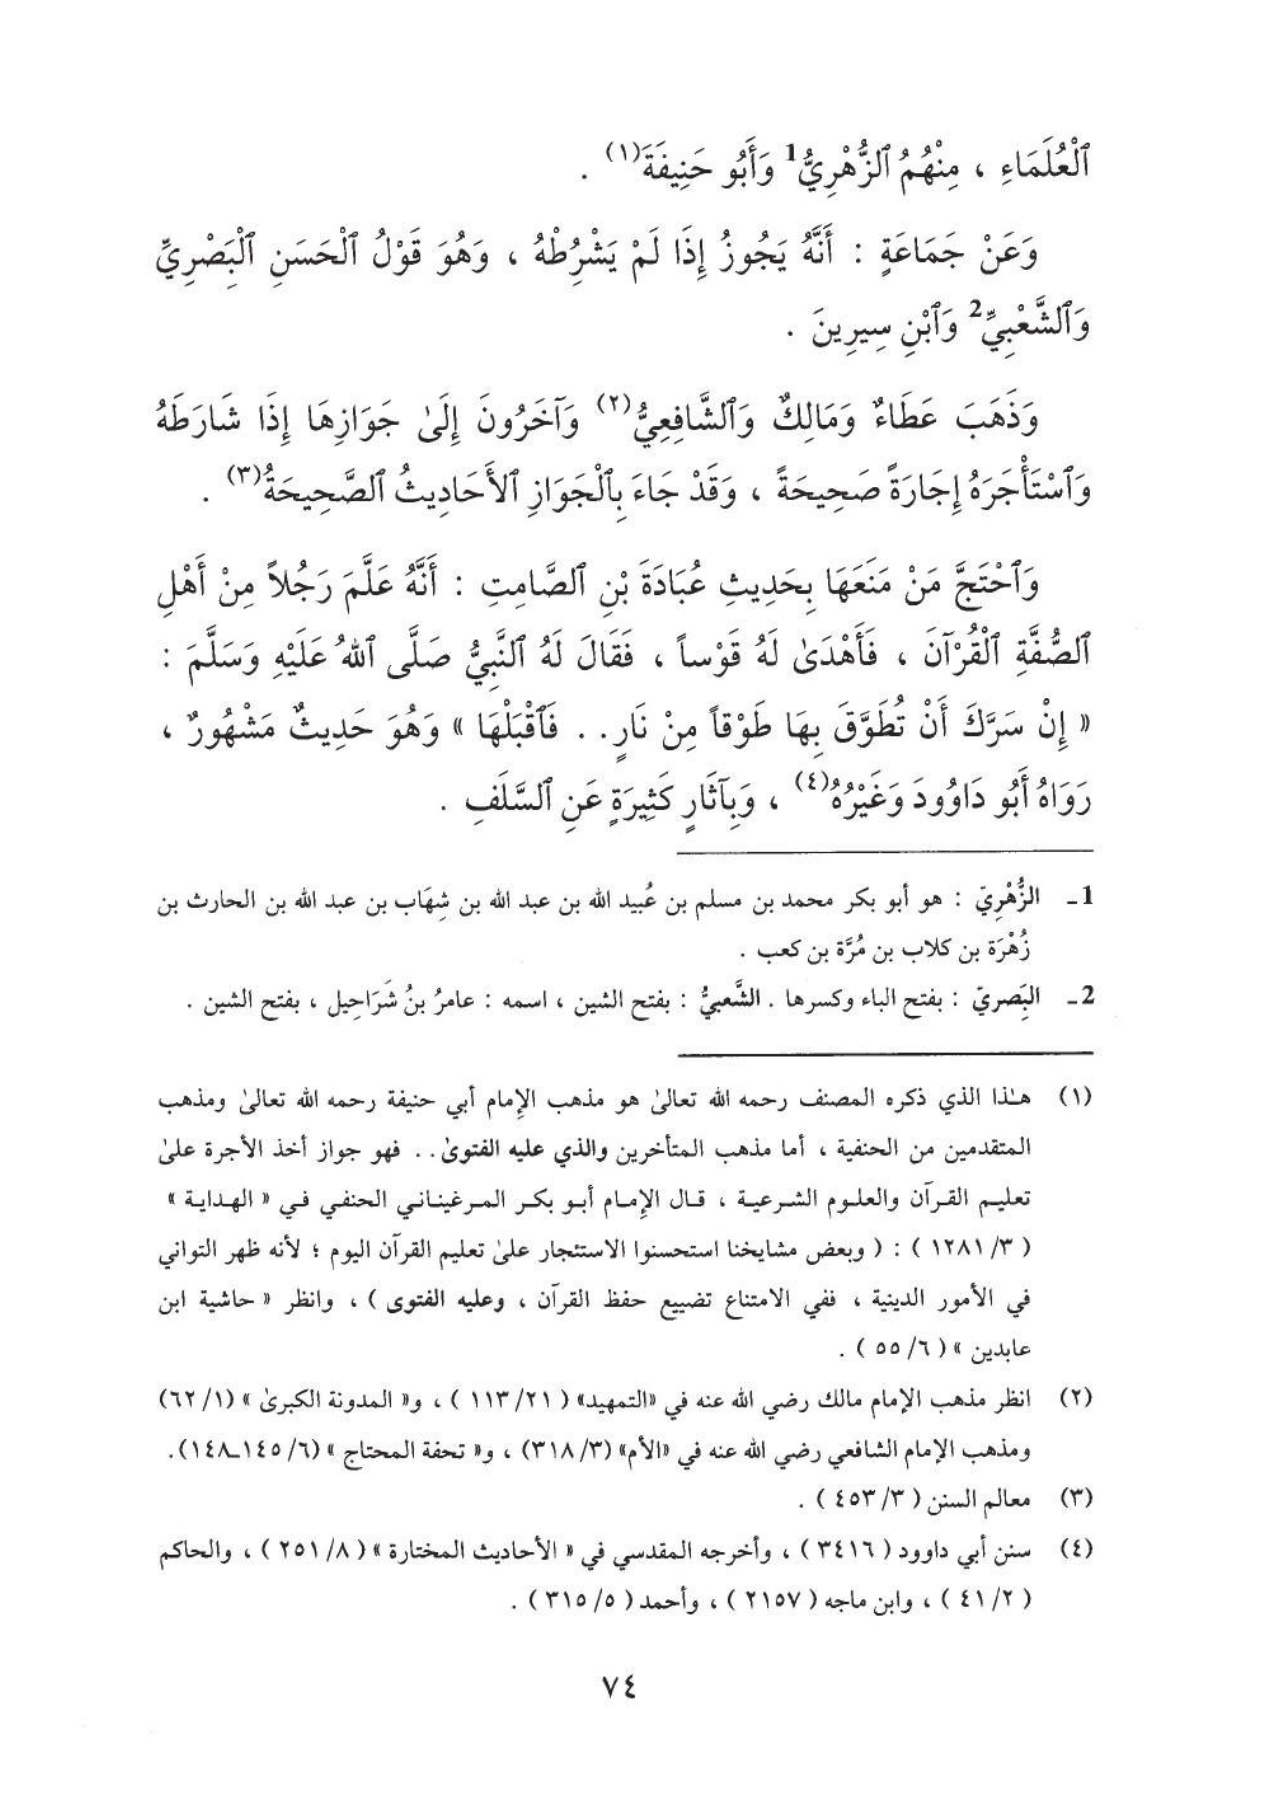 ٱلْعُلَمَاءِ ، مِنْهُمُ ٱلزُّهْرِيُّ1 وَأَبُو حَنِيفَةَ(١) .
وَعَنْ جَمَاعَةٍ : أَنَّهُ يَجُوزُ إِذَا لَمْ يَشْرُطْهُ ، وَهُوَ قَوْلُ ٱلْحَسَنِ ٱلْبَِصْرِيِّ
وَٱلشَّعْبِيِّ2 وَٱبْنِ سِيرِينَ .
وَذَهَبَ عَطَاءٌ وَمَالِكٌ وَٱلشَّافِعِيُّ(٢) وَآخَرُونَ إِلَىٰ جَوَازِهَا إِذَا شَارَطَهُ
وَٱسْتَأْجَرَهُ إِجَارَةً صَحِيحَةً ، وَقَدْ جَاءَ بِٱلْجَوَازِ ٱلأَحَادِيثُ ٱلصَّحِيحَةُ(٣) .
وَٱحْتَجَّ مَنْ مَنَعَهَا بِحَدِيثِ عُبَادَةَ بْنِ ٱلصَّامِتِ : أَنَّهُ عَلَّمَ رَجُلاً مِنْ أَهْلِ
ٱلصُّفَّةِ ٱلْقُرْآنَ ، فَأَهْدَىٰ لَهُ قَوْساً ، فَقَالَ لَهُ ٱلنَّبِيُّ صَلَّى ٱللهُ عَلَيْهِ وَسَلَّمَ :
« إِنْ سَرَّكَ أَنْ تُطَوَّقَ بِهَا طَوْقاً مِنْ نَارٍ . . فَٱقْبَلْهَا » وَهُوَ حَدِيثٌ مَشْهُورٌ ،
رَوَاهُ أَبُو دَاوُودَ وَغَيْرُهُ(٤) ، وَبِآثَارٍ كَثِيرَةٍ عَنِ ٱلسَّلَفِ .
1ـ الزُّهْرِيّ : هو أبو بكر محمد بن مسلم بن عُبيد الله بن عبد الله بن شِهَاب بن عبد الله بن الحارث بن
زُهْرَة بن كلاب بن مُرَّة بن كعب .
2ـ البَِصريّ : بفتح الباء وكسرها . الشَّعبيُّ : بفتح الشين ، اسمه : عامرُ بنُ شَرَاحِيل ، بفتح الشين .
(١) هـٰذا الذي ذكره المصنف رحمه الله تعالىٰ هو مذهب الإمام أبي حنيفة رحمه الله تعالىٰ ومذهب
المتقدمين من الحنفية ، أما مذهب المتأخرين والذي عليه الفتوىٰ . . فهو جواز أخذ الأجرة علىٰ
تعليم القرآن والعلوم الشرعية ، قال الإمام أبو بكر المرغيناني الحنفي في « الهداية »
( ٣/ ١٢٨١ ) : ( وبعض مشايخنا استحسنوا الاستئجار علىٰ تعليم القرآن اليوم ؛ لأنه ظهر التواني
في الأمور الدينية ، ففي الامتناع تضييع حفظ القرآن ، وعليه الفتوى ) ، وانظر « حاشية ابن
عابدين » ( ٦/ ٥٥ ) .
(٢) انظر مذهب الإمام مالك رضي الله عنه في «التمهيد» ( ٢١/ ١١٣ ) ، و« المدونة الكبرىٰ » (١/ ٦٢)
ومذهب الإمام الشافعي رضي الله عنه في «الأم» (٣/ ٣١٨) ، و« تحفة المحتاج » (٦/ ١٤٥ـ١٤٨) .
(٣) معالم السنن ( ٣/ ٤٥٣ ) .
(٤) سنن أبي داوود ( ٣٤١٦ ) ، وأخرجه المقدسي في « الأحاديث المختارة » ( ٨/ ٢٥١ ) ، والحاكم
( ٢/ ٤١ ) ، وابن ماجه ( ٢١٥٧ ) ، وأحمد ( ٥/ ٣١٥ ) .
٧٤